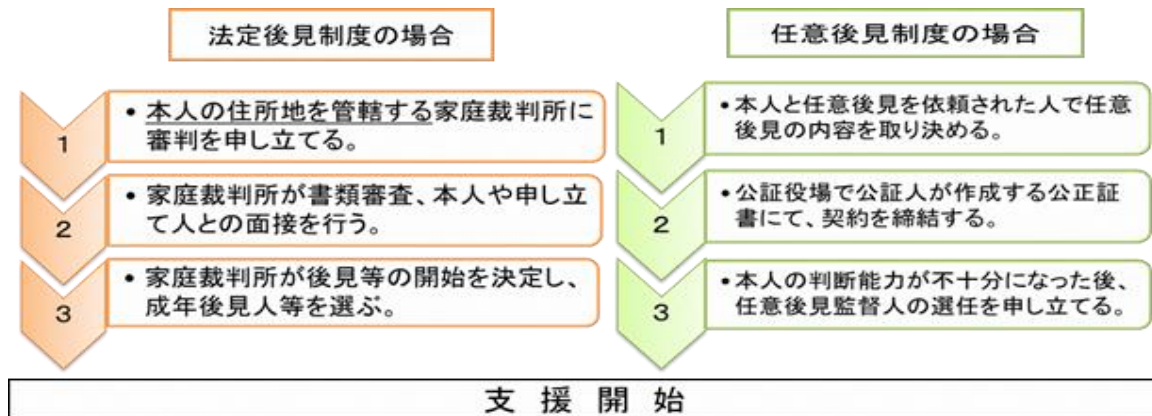 法定後見制度の場合
1
• 本人の住所地を管轄する家庭裁判所に
審判を申し立てる。
2
• 家庭裁判所が書類審査、本人や申し立
て人との面接を行う。
3
• 家庭裁判所が後見等の開始を決定し、
成年後見人等を選ぶ。
任意後見制度の場合
1
• 本人と任意後見を依頼された人で任意
後見の内容を取り決める。
2
• 公証役場で公証人が作成する公正証
書にて、契約を締結する。
3
• 本人の判断能力が不十分になった後、
任意後見監督人の選任を申し立てる。
支援開始